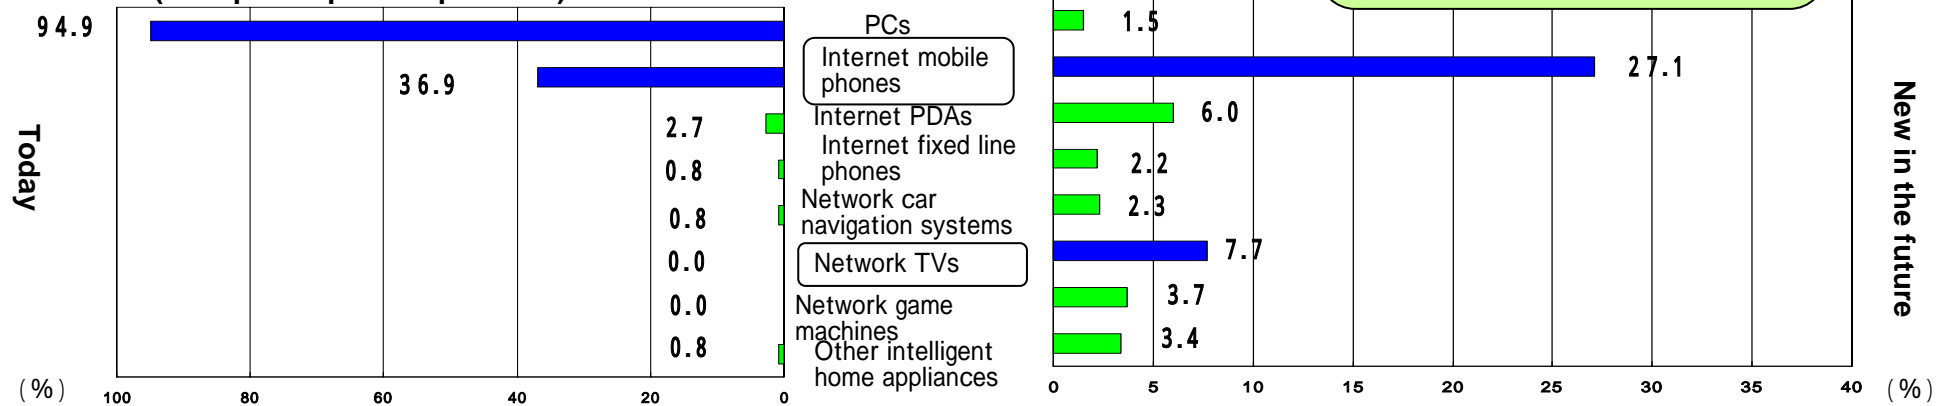 94.9
PCs
1.5
Internet mobile
phones
36.9
27.1
Internet PDAs
2.7
6.0
Internet fixed line
phones
0.8
2.2
Network car
navigation systems
0.8
2.3
Network TVs
0.0
7.7
Network game
machines
0.0
3.7
Other intelligent
home appliances
0.8
3.4
Today
New in the future
(%)
100 80 60 40 20 0
0 5 10 15 20 25 30 35 40
(%)